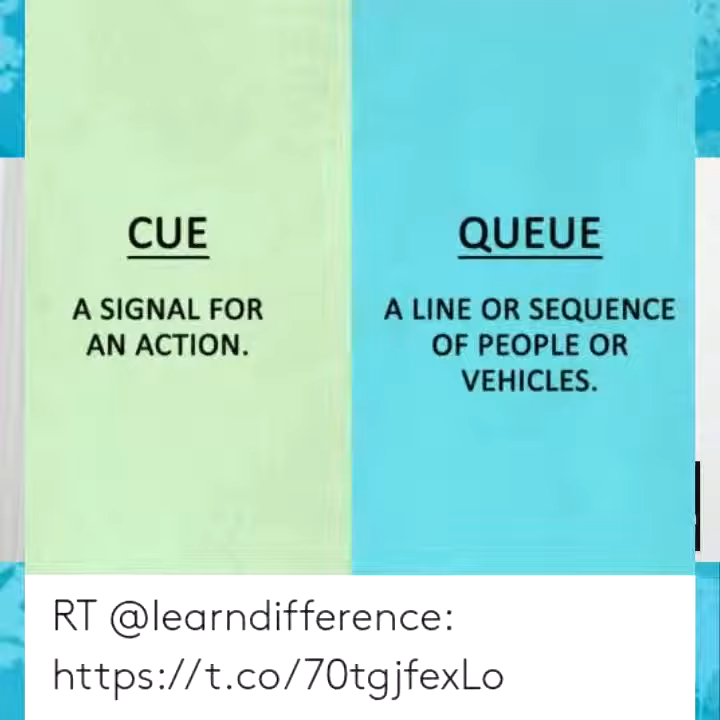 CUE
A SIGNAL FOR
AN ACTION.
QUEUE
A LINE OR SEQUENCE
OF PEOPLE OR
VEHICLES.
RT @learndifference:
https://t.co/70tgjfexLo